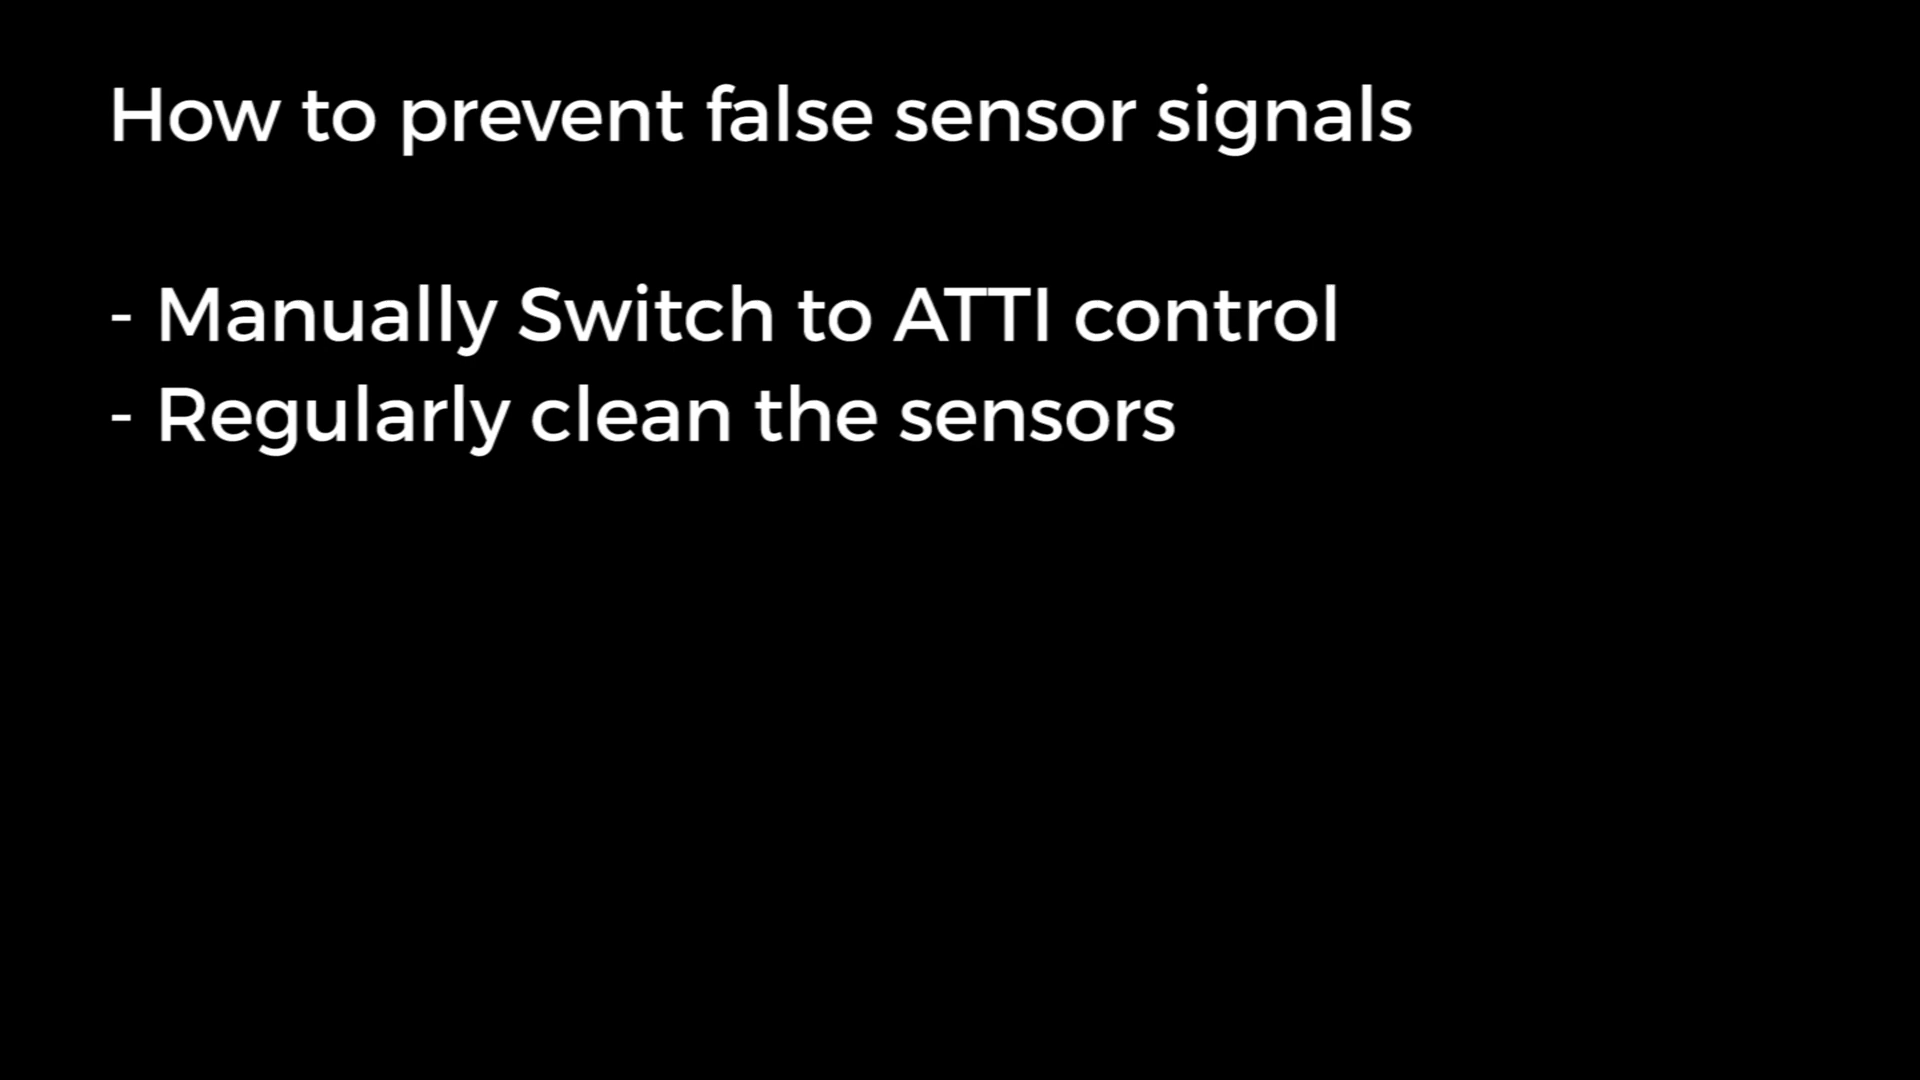 How to prevent false sensor signals
- Manually Switch to ATTI control
- Regularly clean the sensors